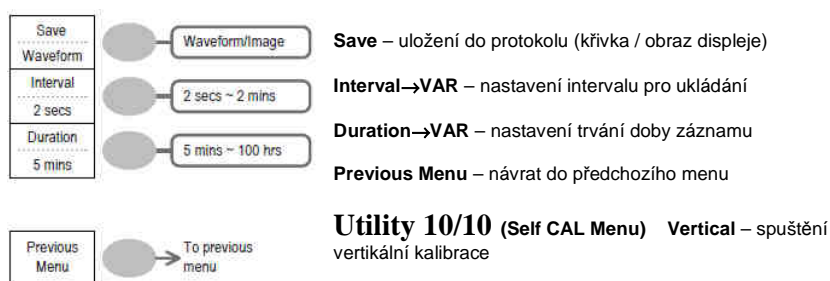 Save
Waveform
Waveform/Image
Interval
2 secs
2 secs ~ 2 mins
Duration
5 mins
5 mins ~ 100 hrs
Previous
Menu
To previous
menu
Save – uložení do protokolu (křivka / obraz displeje)
Interval→VAR – nastavení intervalu pro ukládání
Duration→VAR – nastavení trvání doby záznamu
Previous Menu – návrat do předchozího menu
Utility 10/10 (Self CAL Menu) Vertical – spuštění
vertikální kalibrace